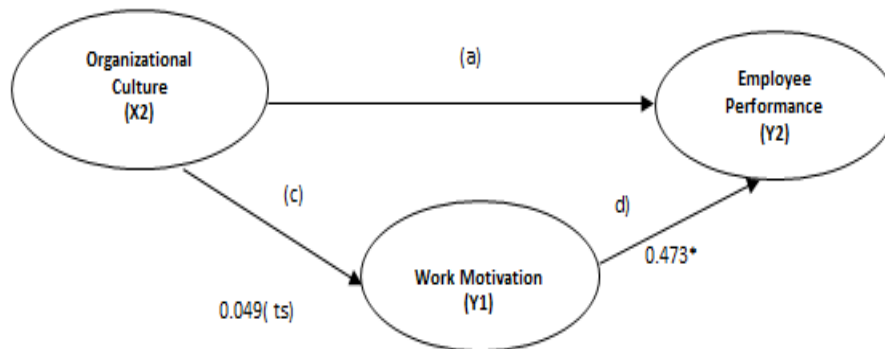 Organizational
Culture
(X2)
(a)
Employee
Performance
(Y2)
(c)
d)
0.473*
Work Motivation
(Y1)
0.049( ts)